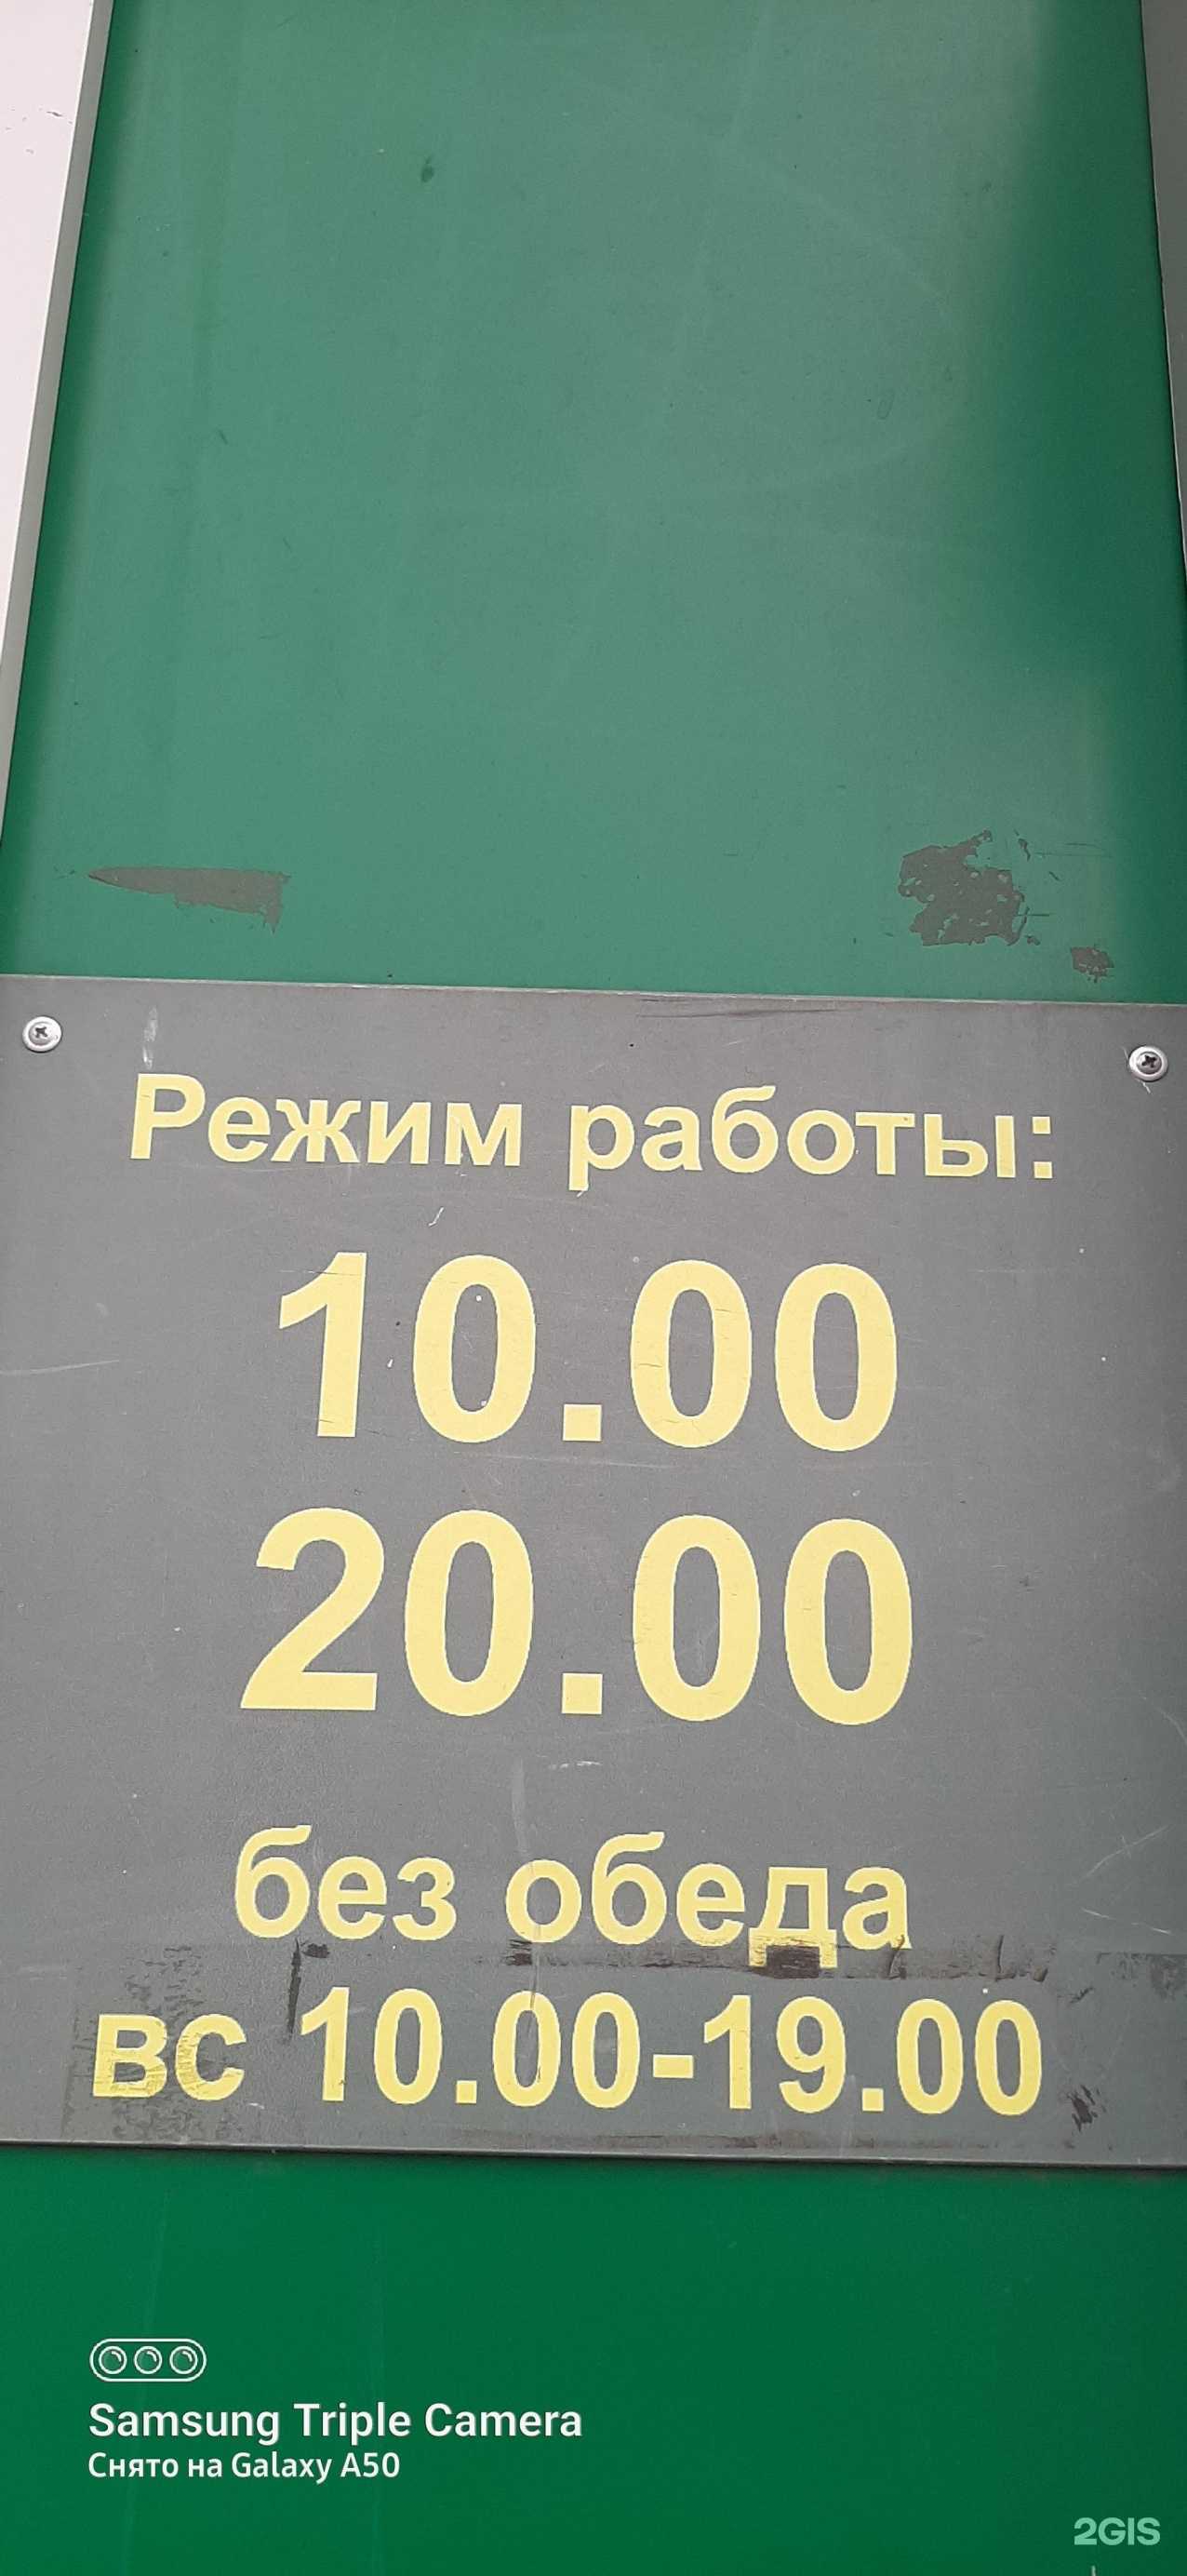 Режим работы:
10.00
20.00
без обеда
вс 10.00-19.00
Samsung Triple Camera
Снято на Galaxy A50
2GIS